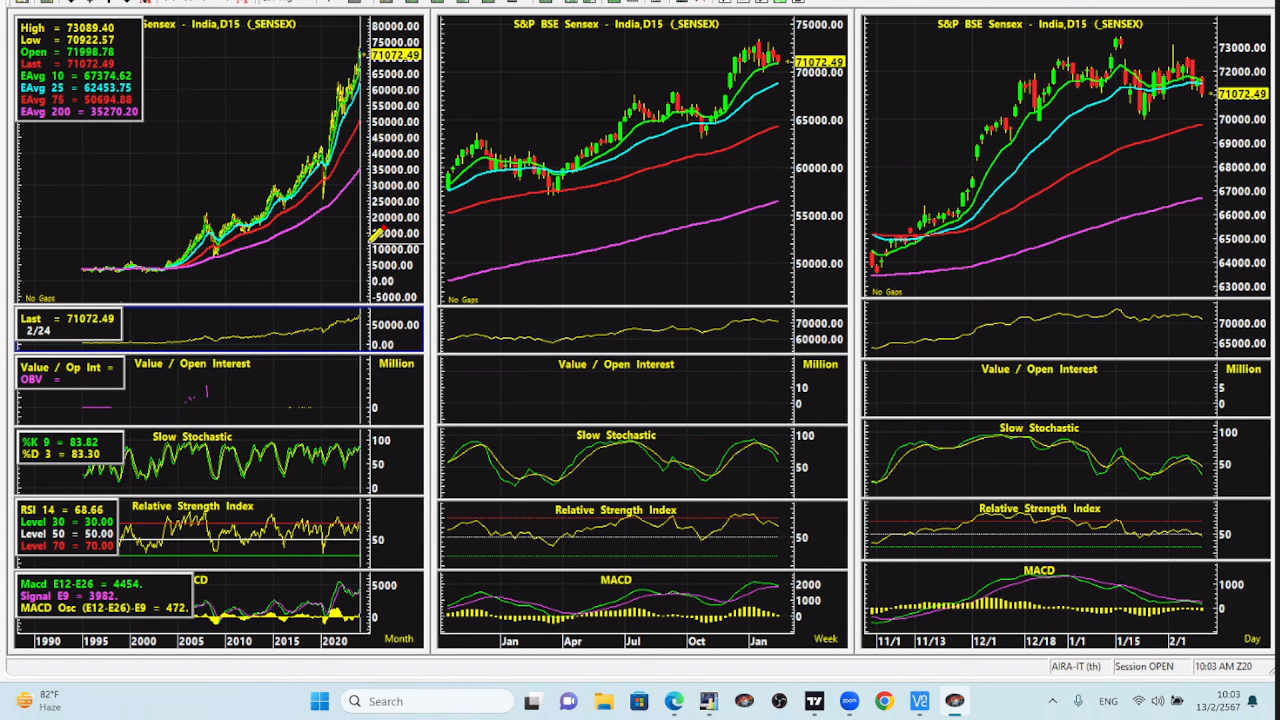 Sensex - India,D15 (_SENSEX)
High = 73089.40
Low = 70922.57
Open = 71998.78
Last = 71072.49
EAvg 10 = 67374.62
EAvg 25 = 62453.75
EAvg 75 = 50694.88
EAvg 200 = 35270.20
80000.00
75000.00
71072.49
65000.00
60000.00
55000.00
50000.00
45000.00
40000.00
35000.00
30000.00
25000.00
20000.00
10000.00
5000.00
0.00
-5000.00
No Gaps
Last = 71072.49
2/24
50000.00
0.00
Value / Op Int =
OBV =
Value / Open Interest
Million
0
%K 9 = 83.82
%D 3 = 83.30
Slow Stochastic
100
50
0
RSI 14 = 68.66
Level 30 = 30.00
Level 50 = 50.00
Level 70 = 70.00
Relative Strength Index
50
Macd E12-E26 = 4454.
Signal E9 = 3982.
MACD Osc (E12-E26)-E9 = 472.
CD
5000
0
1990 1995 2000 2005 2010 2015 2020 Month
S&P BSE Sensex - India,D15 (_SENSEX)
75000.00
71072.49
70000.00
65000.00
60000.00
55000.00
50000.00
No Gaps
70000.00
60000.00
Value / Open Interest
Million
10
0
Slow Stochastic
100
50
Relative Strength Index
50
MACD
2000
1000
0
Jan Apr Jul Oct Jan Week
S&P BSE Sensex - India,D15 (_SENSEX)
73000.00
72000.00
71072.49
70000.00
69000.00
68000.00
67000.00
66000.00
65000.00
64000.00
63000.00
No Gaps
70000.00
65000.00
Value / Open Interest
Million
5
0
Slow Stochastic
100
50
Relative Strength Index
50
MACD
1000
0
11/1 11/13 12/1 12/18 1/1 1/15 2/1 Day
AIRA-IT (th) Session OPEN 10:03 AM Z20
82°F
Haze
Search
ENG
10:03
13/2/2567